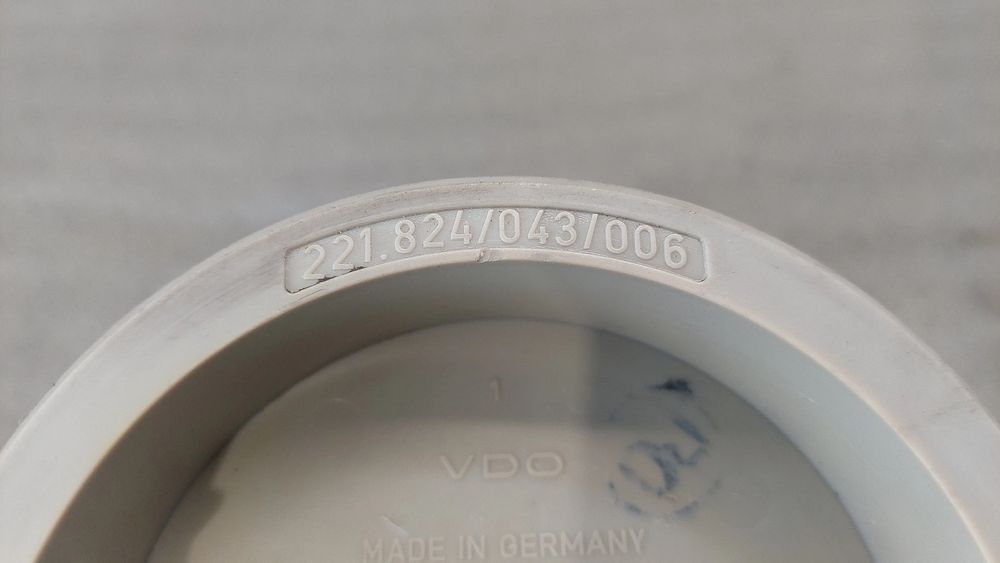 221.824/043/006
1
VDO
MADE IN GERMANY